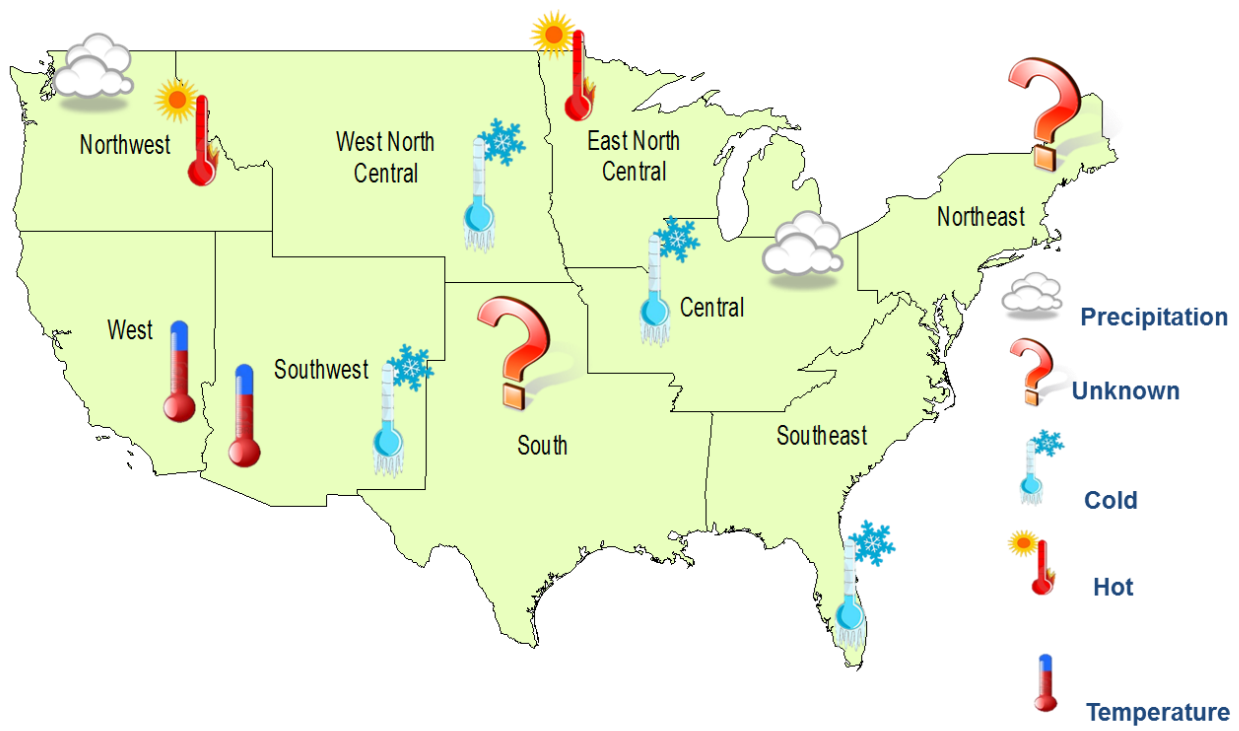 Northwest
West North
Central
East North
Central
Northeast
West
Southwest
Central
South
Southeast
Precipitation
Unknown
Cold
Hot
Temperature